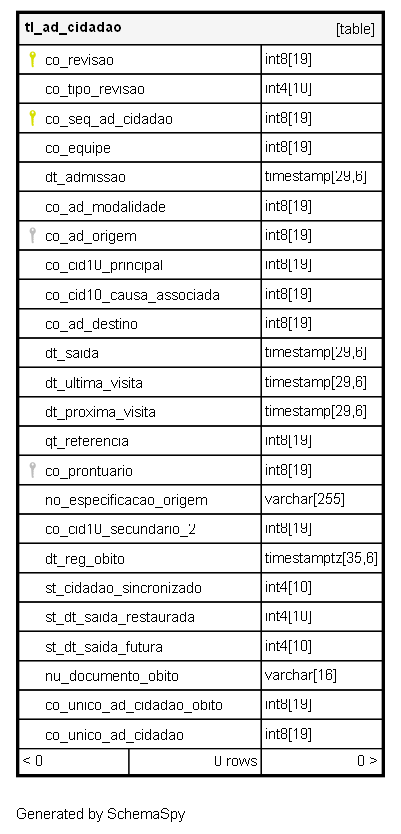 tl_ad_cidadao [table]
co_revisao int8[19]
co_tipo_revisao int4[10]
co_seq_ad_cidadao int8[19]
co_equipe int8[19]
dt_admissao timestamp[29,6]
co_ad_modalidade int8[19]
co_ad_origem int8[19]
co_cid10_principal int8[19]
co_cid10_causa_associada int8[19]
co_ad_destino int8[19]
dt_saida timestamp[29,6]
dt_ultima_visita timestamp[29,6]
dt_proxima_visita timestamp[29,6]
qt_referencia int8[19]
co_prontuario int8[19]
no_especificacao_origem varchar[255]
co_cid10_secundario_2 int8[19]
dt_reg_obito timestamptz[35,6]
st_cidadao_sincronizado int4[10]
st_dt_saida_restaurada int4[10]
st_dt_saida_futura int4[10]
nu_documento_obito varchar[16]
co_unico_ad_cidadao_obito int8[19]
co_unico_ad_cidadao int8[19]
< 0 0 rows 0 >
Generated by SchemaSpy